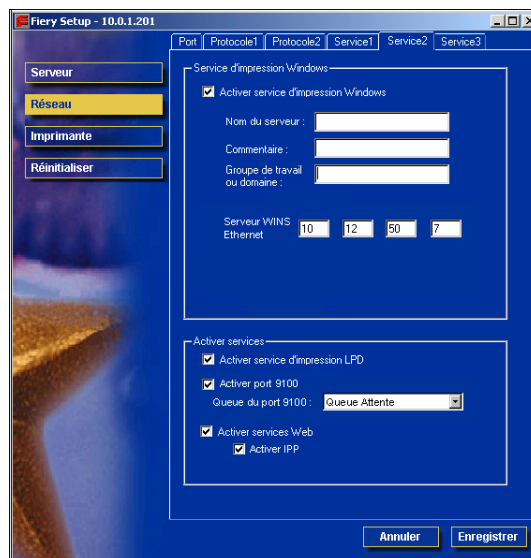 Fiery Setup - 10.0.1.201
Port Protocole1 Protocole2 Service1 Service2 Service3
Serveur
Réseau
Imprimante
Réinitialiser
Service d'impression Windows
Activer service d'impression Windows
Nom du serveur :
Commentaire :
Groupe de travail
ou domaine :
Serveur WINS
Ethernet
10 12 50 7
Activer services
Activer service d'impression LPD
Activer port 9100
Queue du port 9100 : Queue Attente
Activer services Web
Activer IPP
Annuler Enregistrer